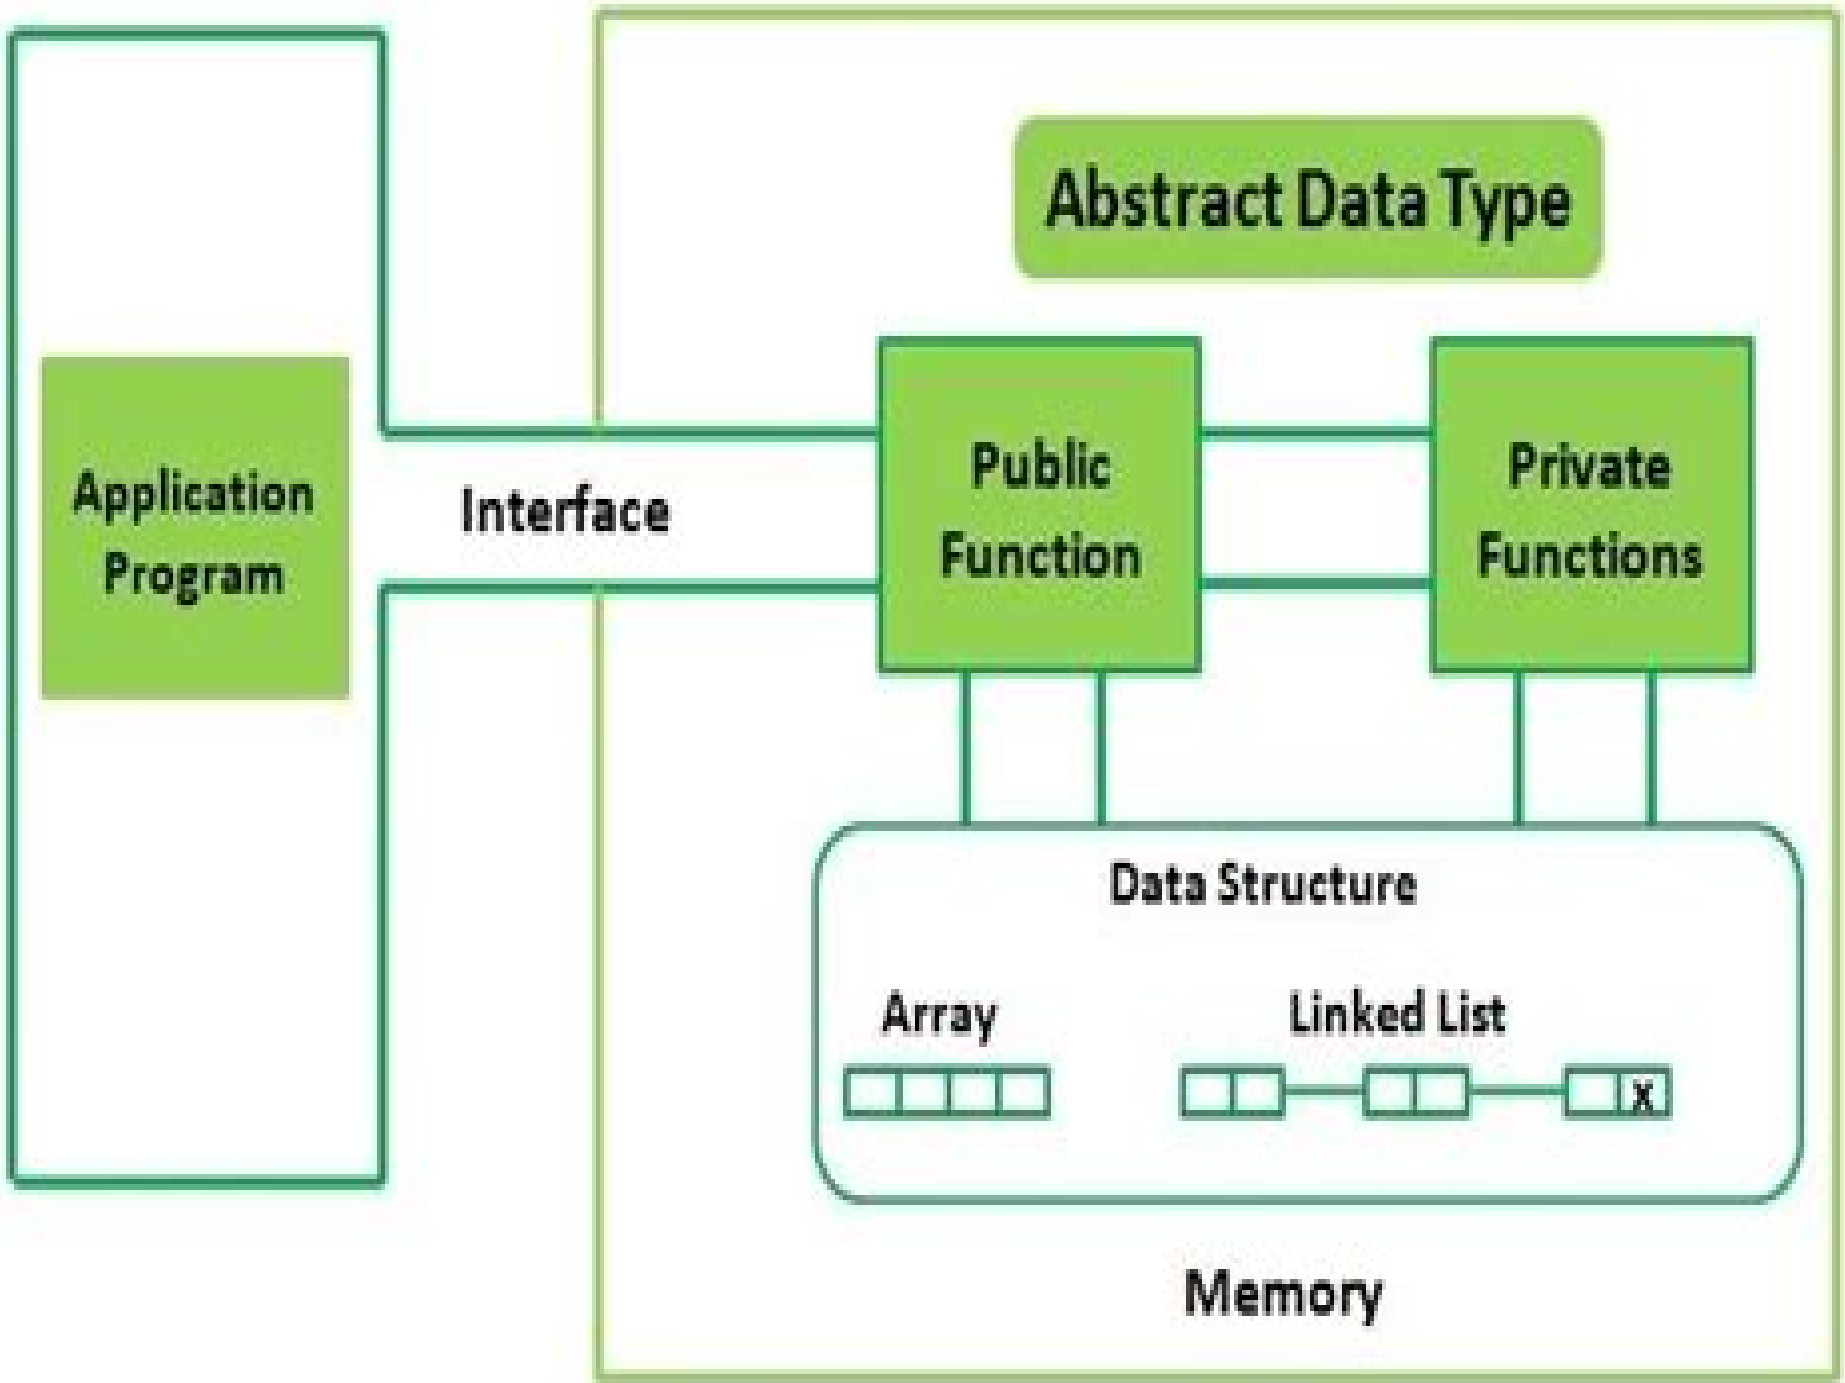 Abstract Data Type
Application
Program
Interface
Public
Function
Private
Functions
Data Structure
Array
Linked List
X
Memory